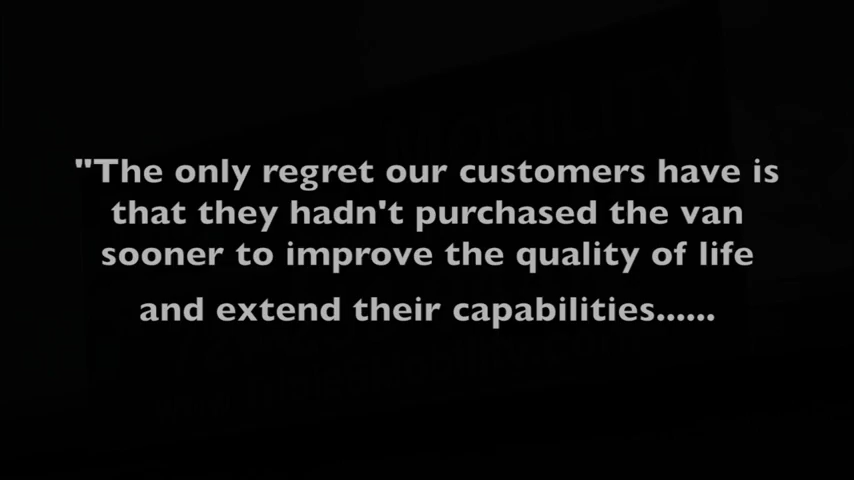 "The only regret our customers have is
that they hadn't purchased the van
sooner to improve the quality of life
and extend their capabilities......